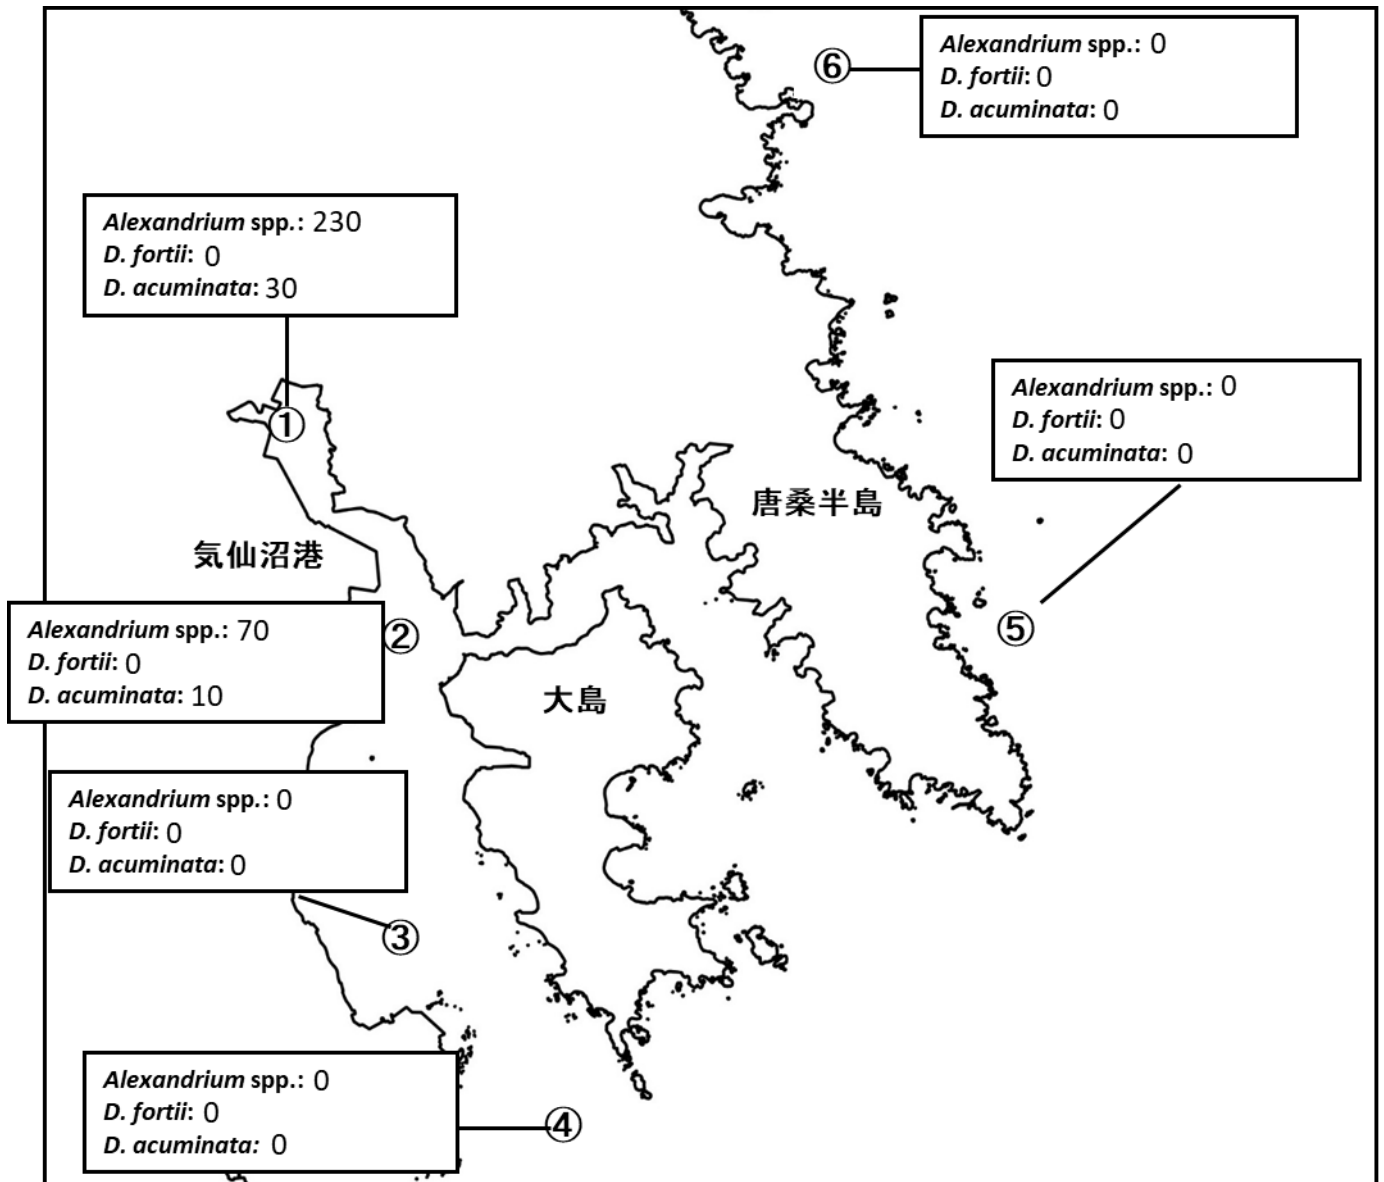 ⑥
Alexandrium spp.: 0
D. fortii: 0
D. acuminata: 0
Alexandrium spp.: 230
D. fortii: 0
D. acuminata: 30
①
Alexandrium spp.: 0
D. fortii: 0
D. acuminata: 0
唐桑半島
気仙沼港
Alexandrium spp.: 70
D. fortii: 0
D. acuminata: 10
②
⑤
大島
Alexandrium spp.: 0
D. fortii: 0
D. acuminata: 0
③
Alexandrium spp.: 0
D. fortii: 0
D. acuminata: 0
④